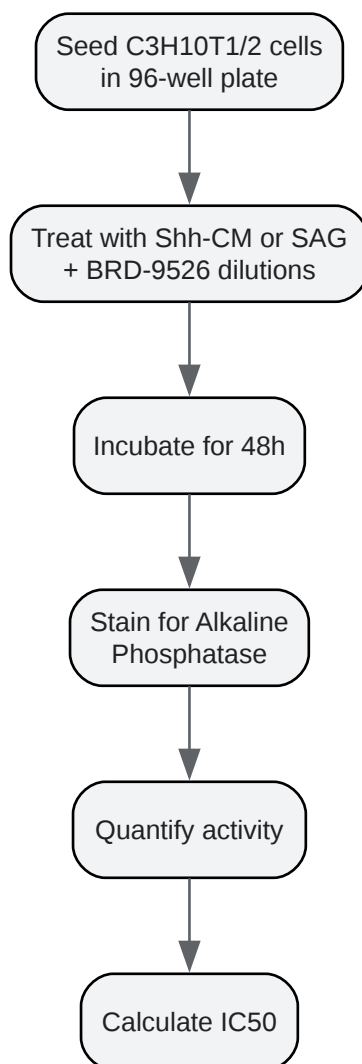 Seed C3H10T1/2 cells
in 96-well plate
Treat with Shh-CM or SAG
+ BRD-9526 dilutions
Incubate for 48h
Stain for Alkaline
Phosphatase
Quantify activity
Calculate IC50